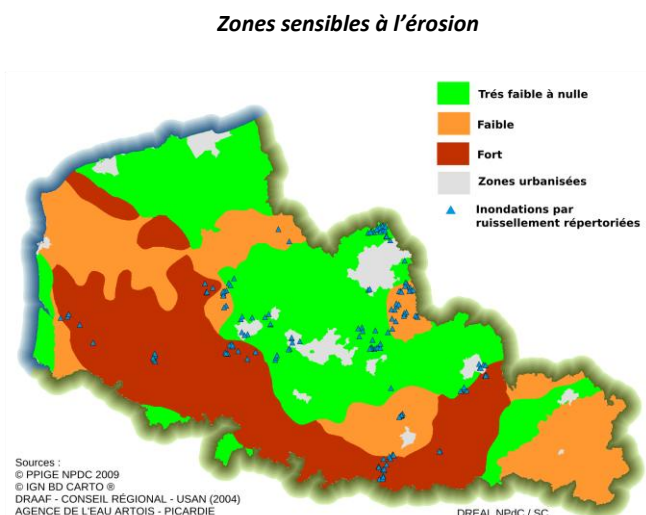 Zones sensibles à l’érosion
Trés faible à nulle
Faible
Fort
Zones urbanisées
Inondations par
ruissellement répertoriées
Sources :
© PPIGE NPDC 2009
© IGN BD CARTO ®
DRAAF - CONSEIL RÉGIONAL - USAN (2004)
AGENCE DE L'EAU ARTOIS - PICARDIE
DREAL NPdC / SC